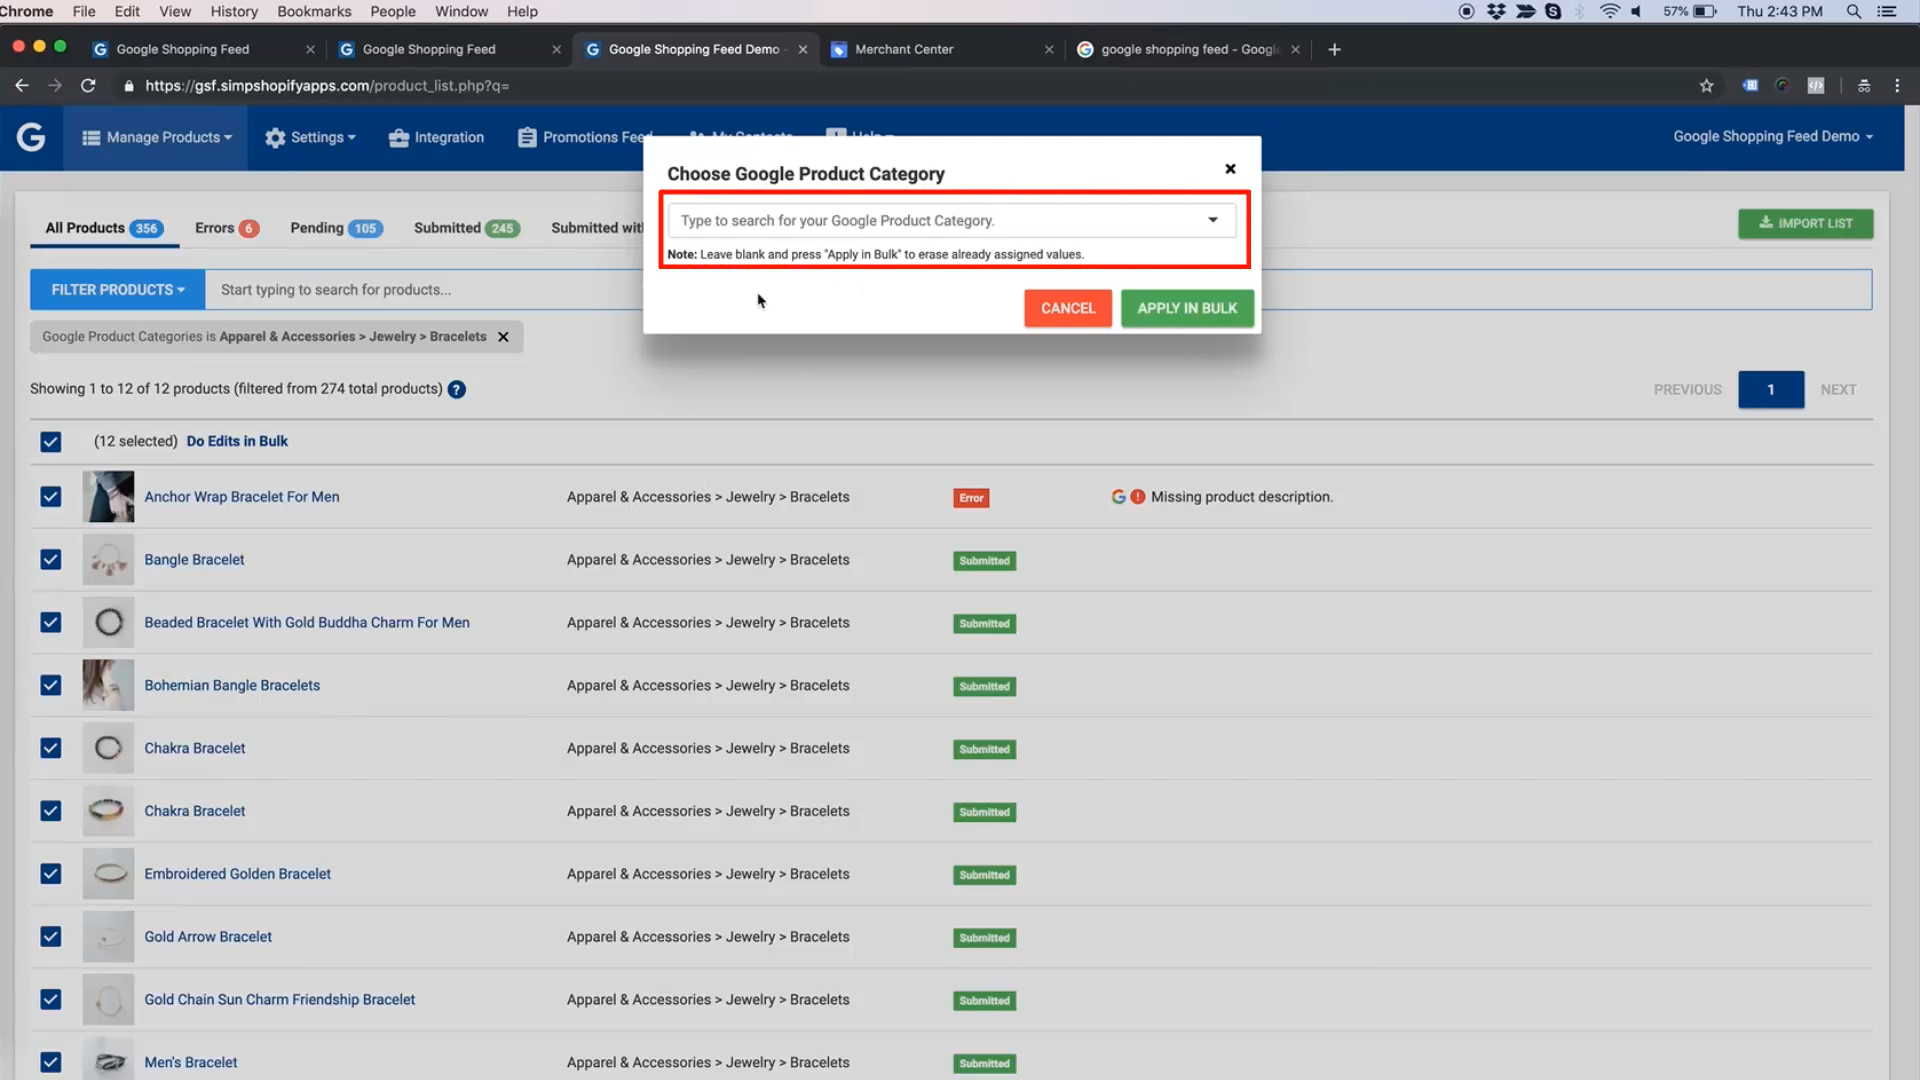 Chrome File Edit View History Bookmarks People Window Help 57% Thu 2:43 PM
Google Shopping Feed Google Shopping Feed Google Shopping Feed Demo - Merchant Center google shopping feed - Google
https://gsf.simpshopifyapps.com/product_list.php?q=
G Manage Products Settings Integration Promotions Feed My Contacts Help Google Shopping Feed Demo
Choose Google Product Category
Type to search for your Google Product Category.
Note: Leave blank and press "Apply in Bulk" to erase already assigned values.
CANCEL APPLY IN BULK
All Products 356 Errors 6 Pending 105 Submitted 245 Submitted wit IMPORT LIST
FILTER PRODUCTS Start typing to search for products...
Google Product Categories is Apparel & Accessories > Jewelry > Bracelets
Showing 1 to 12 of 12 products (filtered from 274 total products) ? PREVIOUS 1 NEXT
(12 selected) Do Edits in Bulk
Anchor Wrap Bracelet For Men Apparel & Accessories > Jewelry > Bracelets Error Missing product description.
Bangle Bracelet Apparel & Accessories > Jewelry > Bracelets Submitted
Beaded Bracelet With Gold Buddha Charm For Men Apparel & Accessories > Jewelry > Bracelets Submitted
Bohemian Bangle Bracelets Apparel & Accessories > Jewelry > Bracelets Submitted
Chakra Bracelet Apparel & Accessories > Jewelry > Bracelets Submitted
Chakra Bracelet Apparel & Accessories > Jewelry > Bracelets Submitted
Embroidered Golden Bracelet Apparel & Accessories > Jewelry > Bracelets Submitted
Gold Arrow Bracelet Apparel & Accessories > Jewelry > Bracelets Submitted
Gold Chain Sun Charm Friendship Bracelet Apparel & Accessories > Jewelry > Bracelets Submitted
Men's Bracelet Apparel & Accessories > Jewelry > Bracelets Submitted